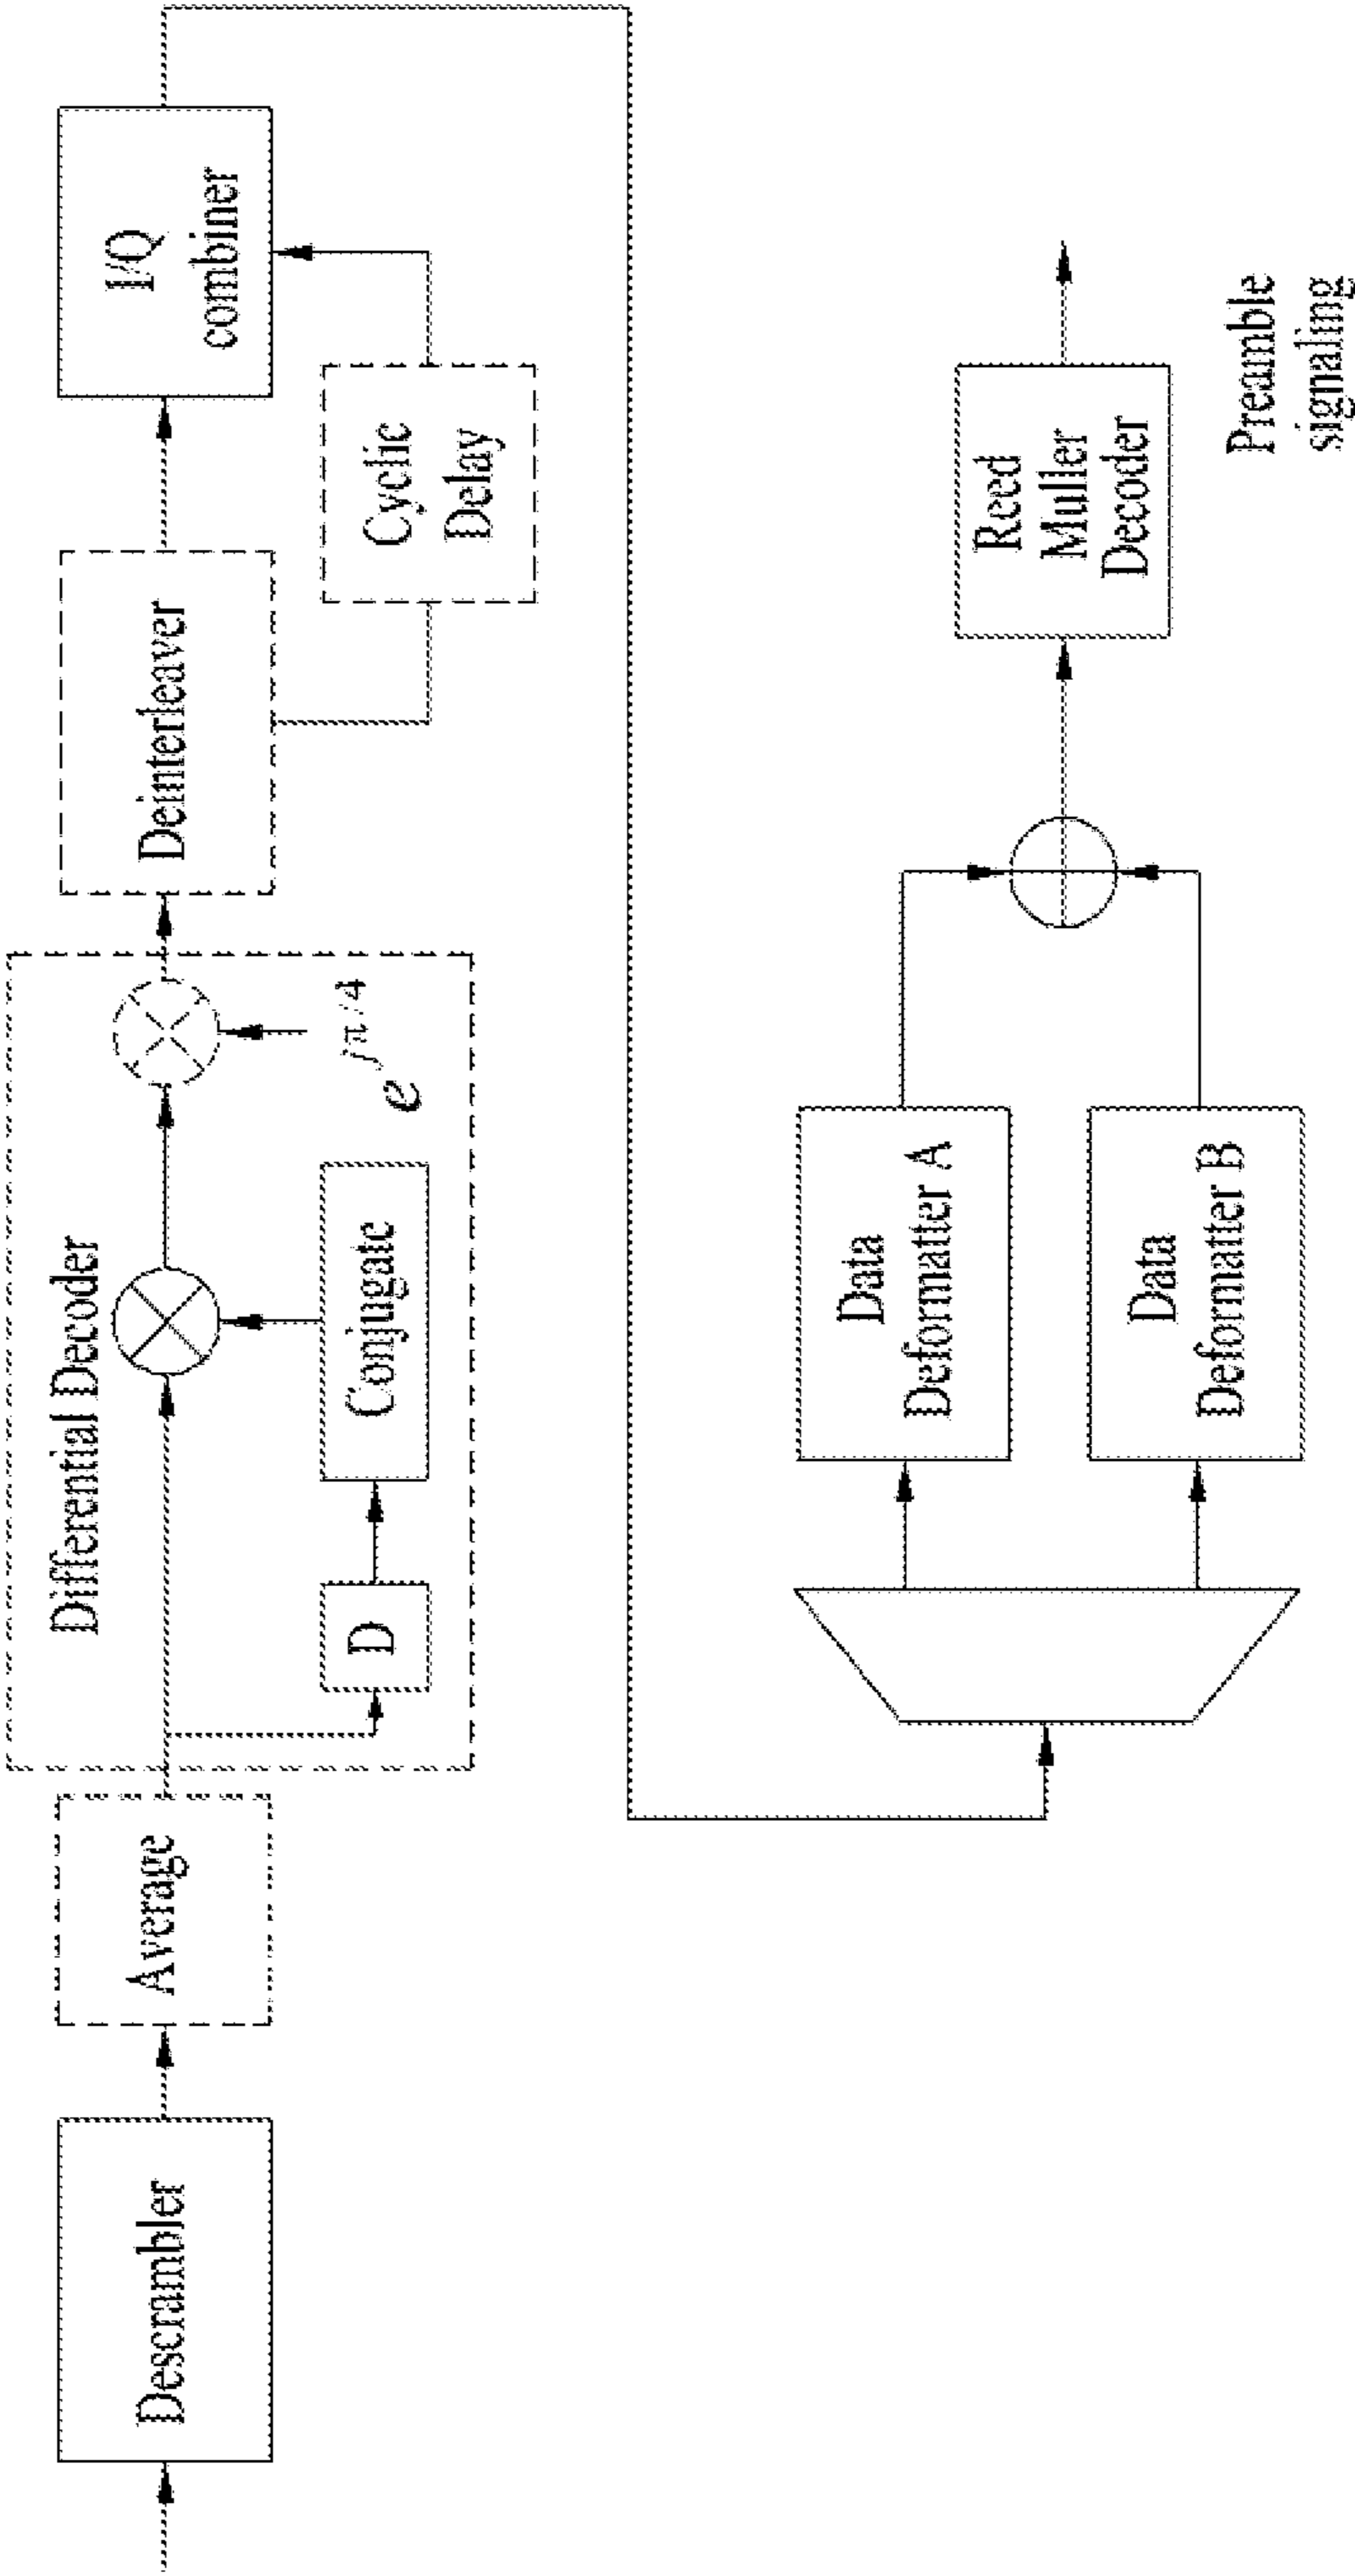 Descrambler
Average
Differential Decoder
D
Conjugate
e^{jπ/4}
Deinterleaver
Cyclic
Delay
I/Q
combiner
Data
Deformatter A
Data
Deformatter B
Reed
Muller
Decoder
Preamble
signaling